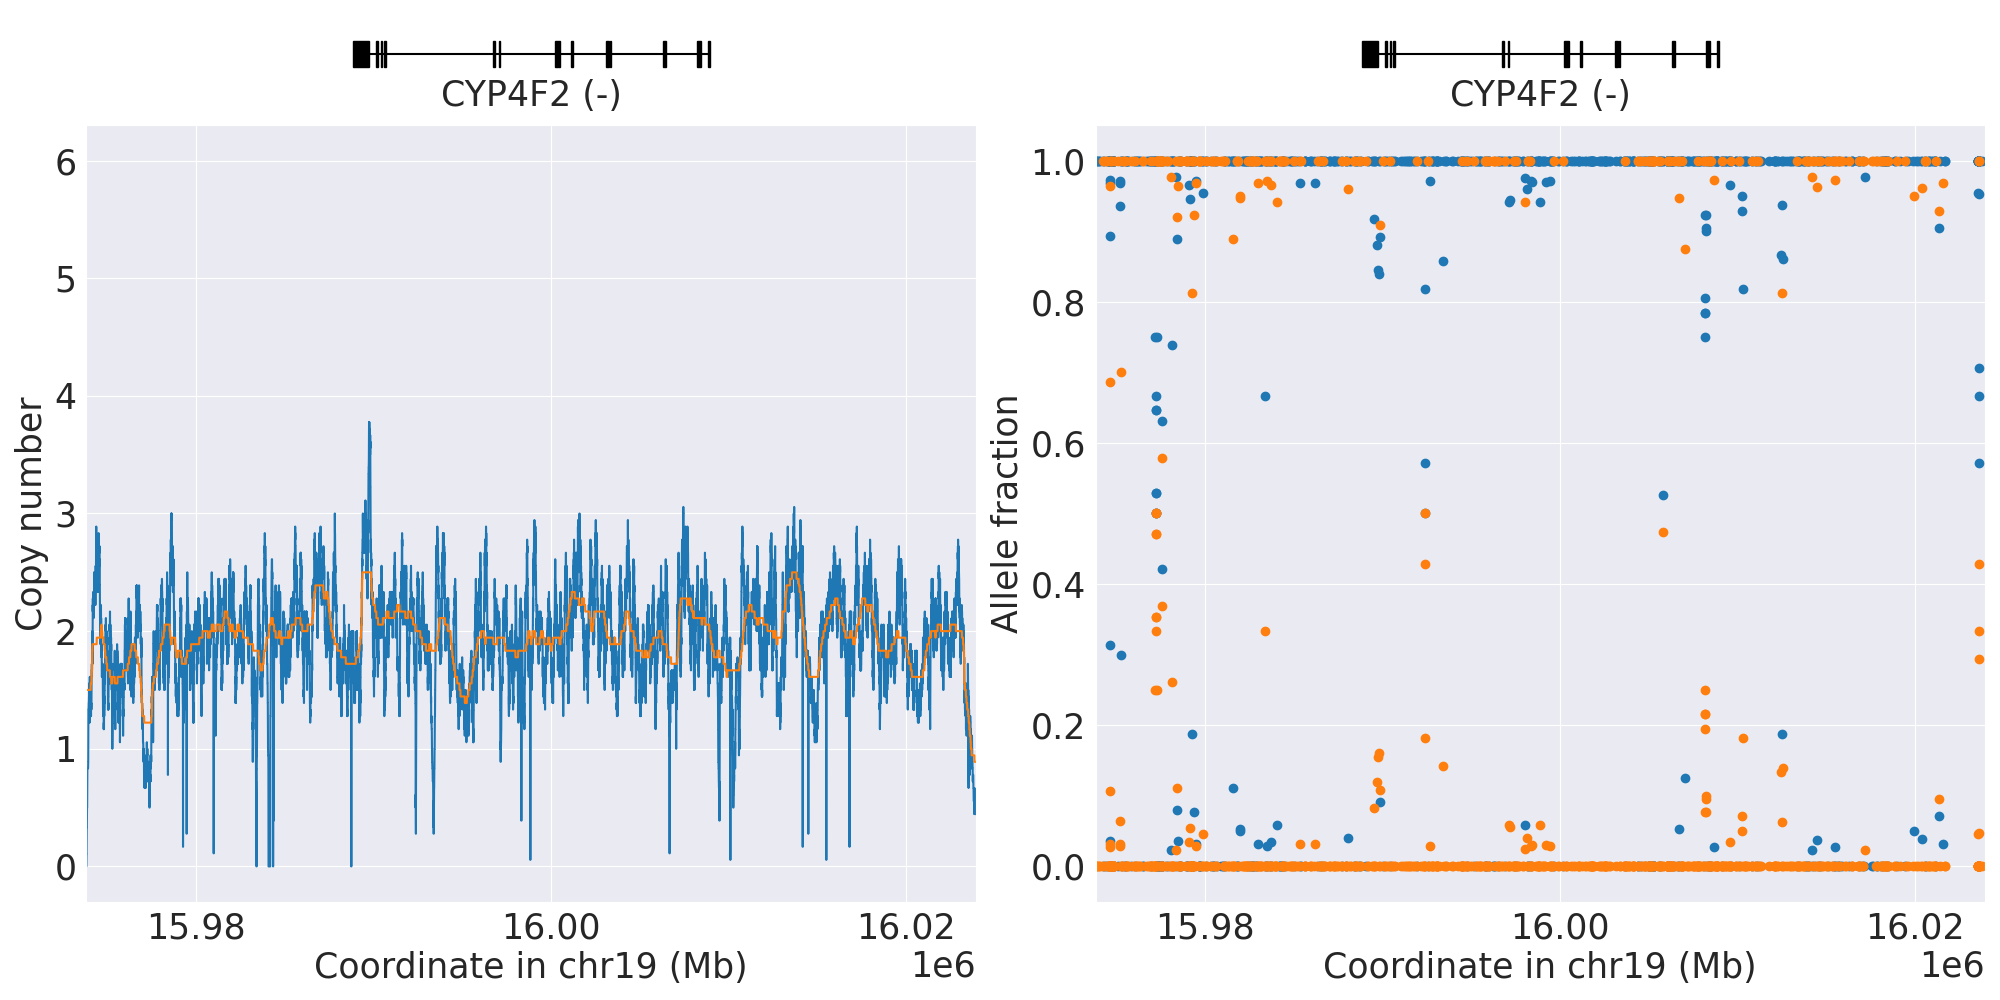 CYP4F2 (-)
Copy number
6
5
4
3
2
1
0
15.98
16.00
16.02
Coordinate in chr19 (Mb)
1e6
CYP4F2 (-)
Allele fraction
1.0
0.8
0.6
0.4
0.2
0.0
15.98
16.00
16.02
Coordinate in chr19 (Mb)
1e6